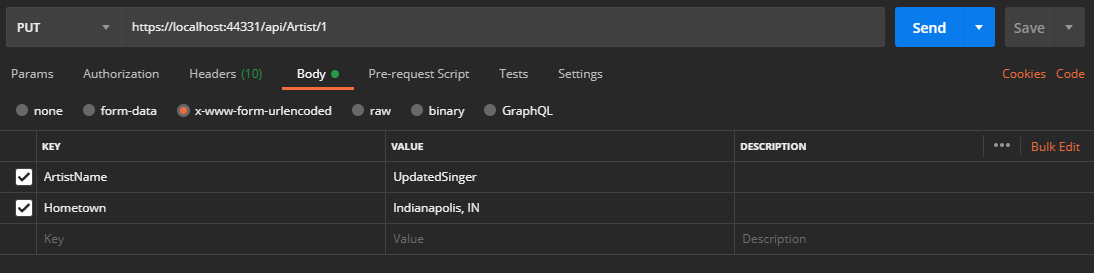 PUT https://localhost:44331/api/Artist/1 Send Save
Params Authorization Headers (10) Body Pre-request Script Tests Settings Cookies Code
none form-data x-www-form-urlencoded raw binary GraphQL
KEY VALUE DESCRIPTION ••• Bulk Edit
ArtistName UpdatedSinger
Hometown Indianapolis, IN
Key Value Description